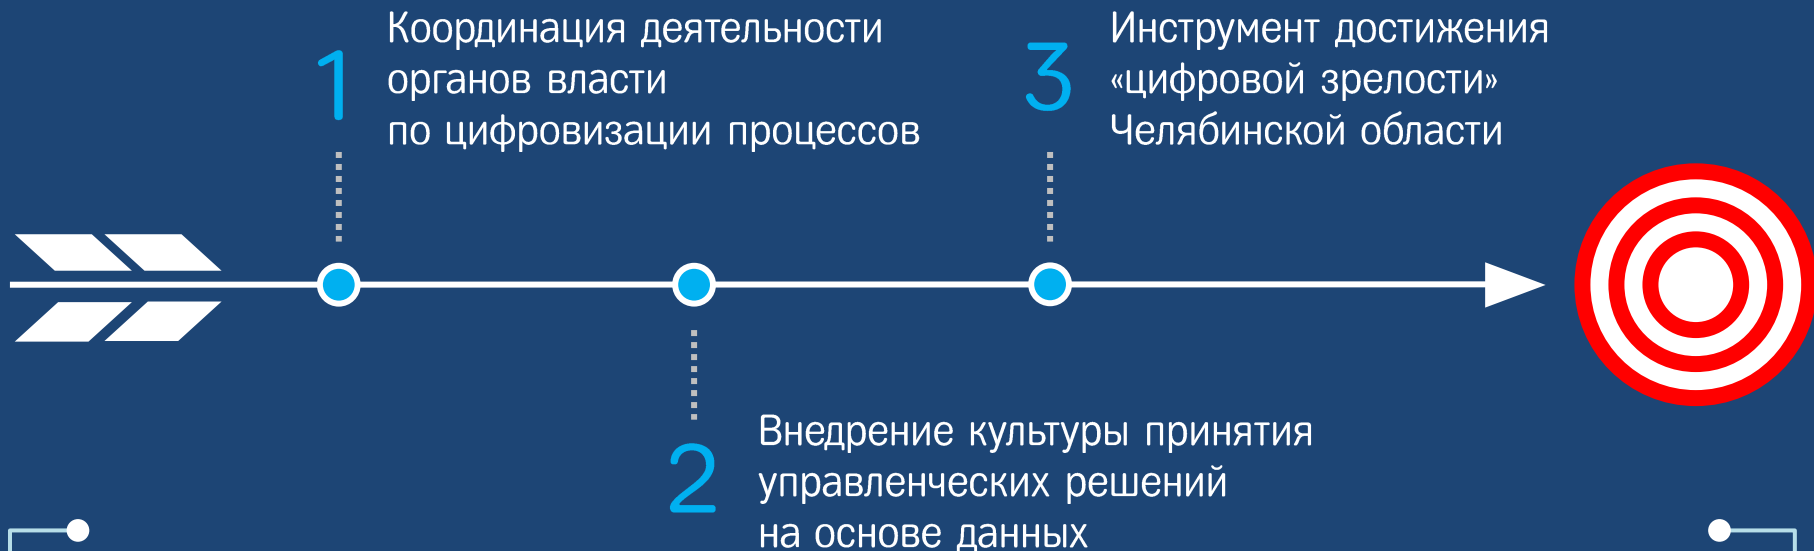 1
Координация деятельности
органов власти
по цифровизации процессов
2
Внедрение культуры принятия
управленческих решений
на основе данных
3
Инструмент достижения
«цифровой зрелости»
Челябинской области